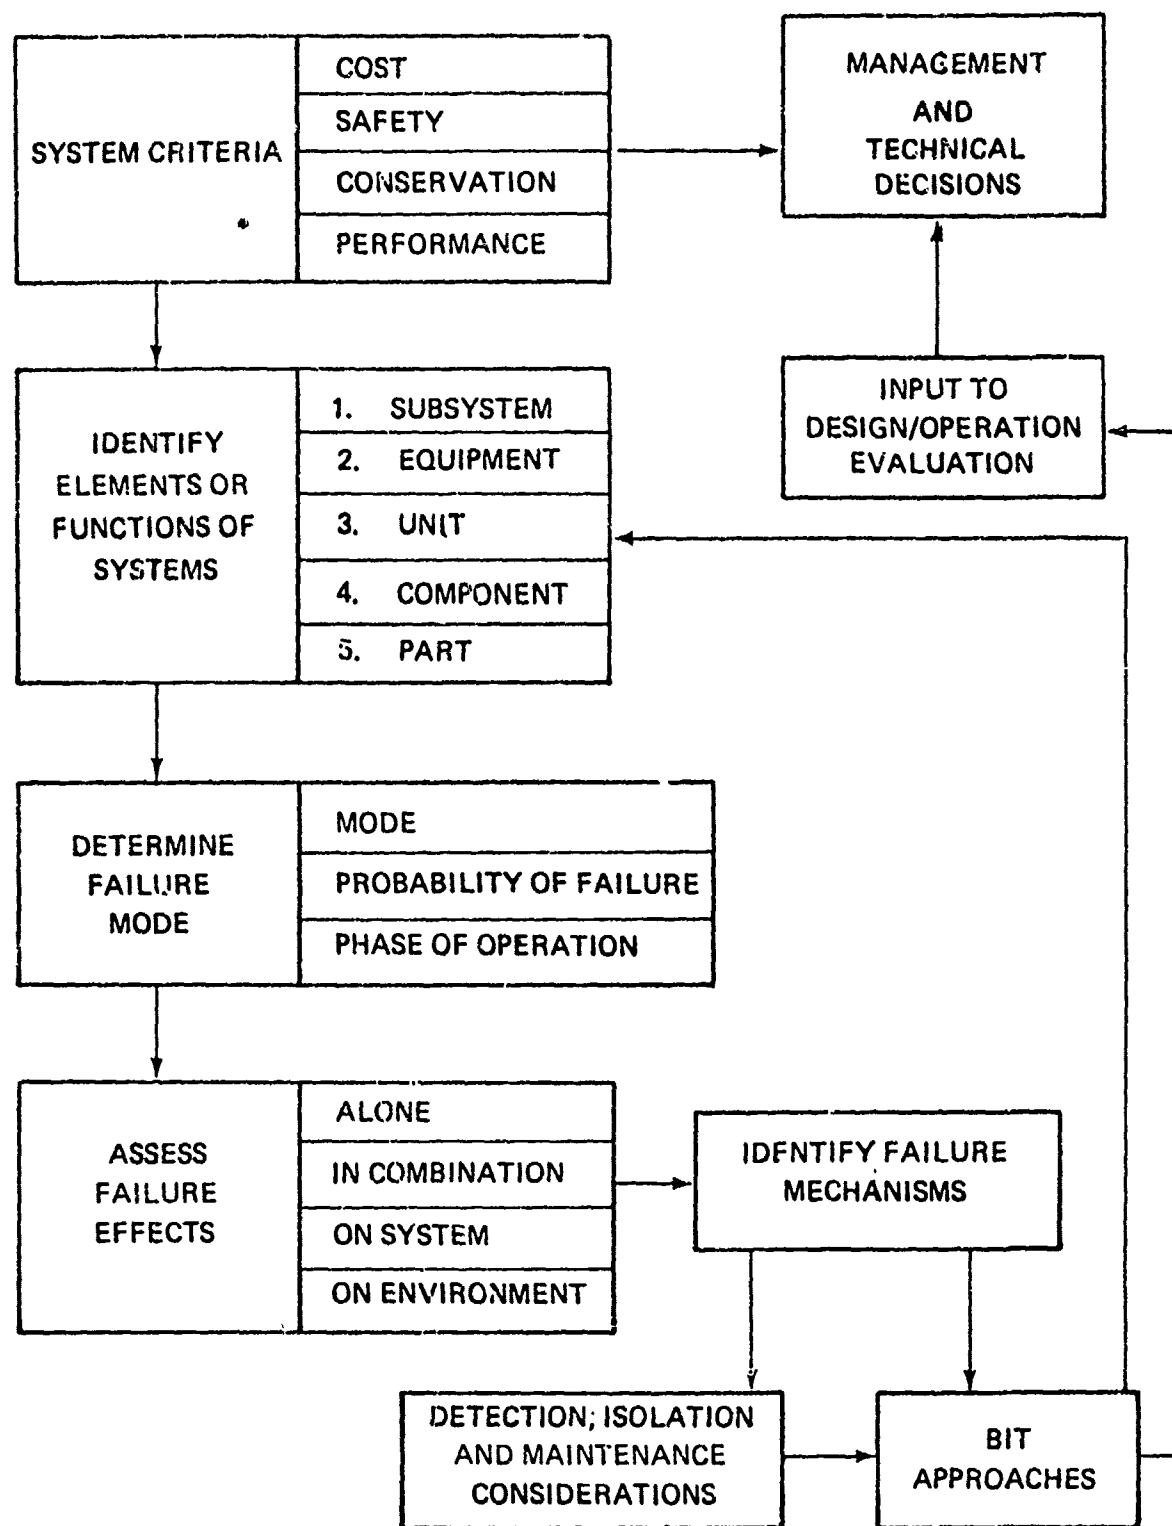 SYSTEM CRITERIA
COST
SAFETY
CONSERVATION
PERFORMANCE
MANAGEMENT
AND
TECHNICAL
DECISIONS
IDENTIFY
ELEMENTS OR
FUNCTIONS OF
SYSTEMS
1. SUBSYSTEM
2. EQUIPMENT
3. UNIT
4. COMPONENT
5. PART
INPUT TO
DESIGN/OPERATION
EVALUATION
DETERMINE
FAILURE
MODE
MODE
PROBABILITY OF FAILURE
PHASE OF OPERATION
ASSESS
FAILURE
EFFECTS
ALONE
IN COMBINATION
ON SYSTEM
ON ENVIRONMENT
IDENTIFY FAILURE
MECHANISMS
DETECTION; ISOLATION
AND MAINTENANCE
CONSIDERATIONS
BIT
APPROACHES